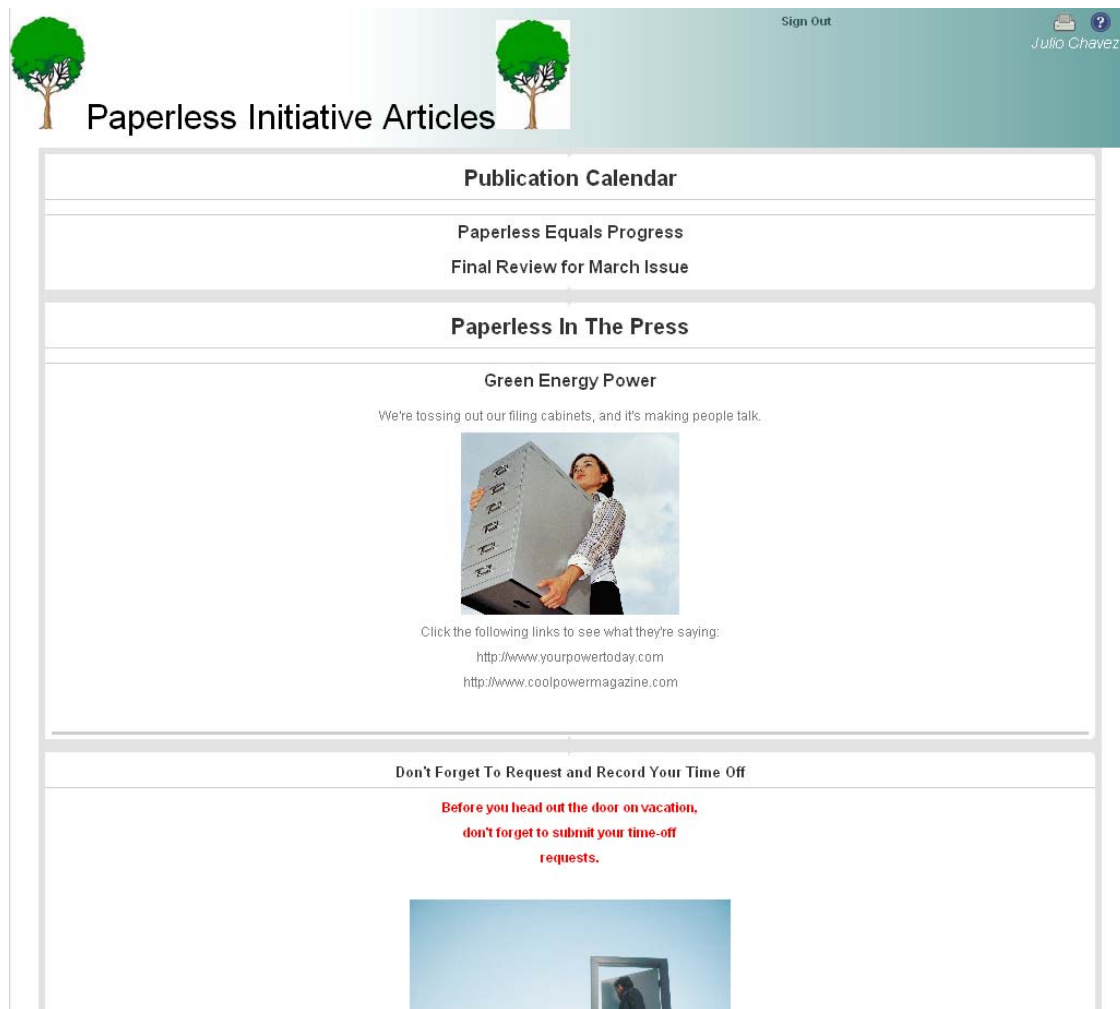 Sign Out
Julio Chavez
Paperless Initiative Articles
Publication Calendar
Paperless Equals Progress
Final Review for March Issue
Paperless In The Press
Green Energy Power
We're tossing out our filing cabinets, and it's making people talk.
Click the following links to see what they're saying:
http://www.yourpowertoday.com
http://www.coolpowermagazine.com
Don't Forget To Request and Record Your Time Off
Before you head out the door on vacation,
don't forget to submit your time-off
requests.